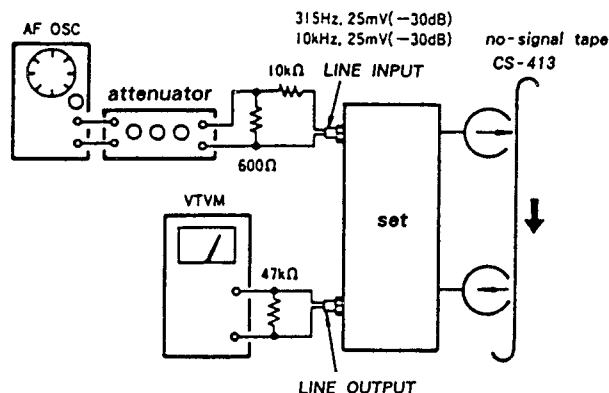 315Hz, 25mV(−30dB)
10kHz, 25mV(−30dB)
AF OSC
no-signal tape
CS-413
attenuator
10kΩ
LINE INPUT
600Ω
VTVM
set
47kΩ
LINE OUTPUT